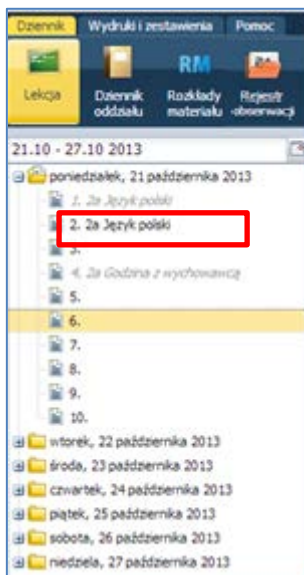 Dziennik Wydruki i zestawienia Pomoc
RM
Lekcja Dziennik oddziału Rozkłady materiału Rejestr obserwacji
21.10 - 27.10 2013
poniedziałek, 21 października 2013
1. 2a Język polski
2. 2a Język polski
3.
4. 2a Godzina z wychowawcą
5.
6.
7.
8.
9.
10.
wtorek, 22 października 2013
środa, 23 października 2013
czwartek, 24 października 2013
piątek, 25 października 2013
sobota, 26 października 2013
niedziela, 27 października 2013